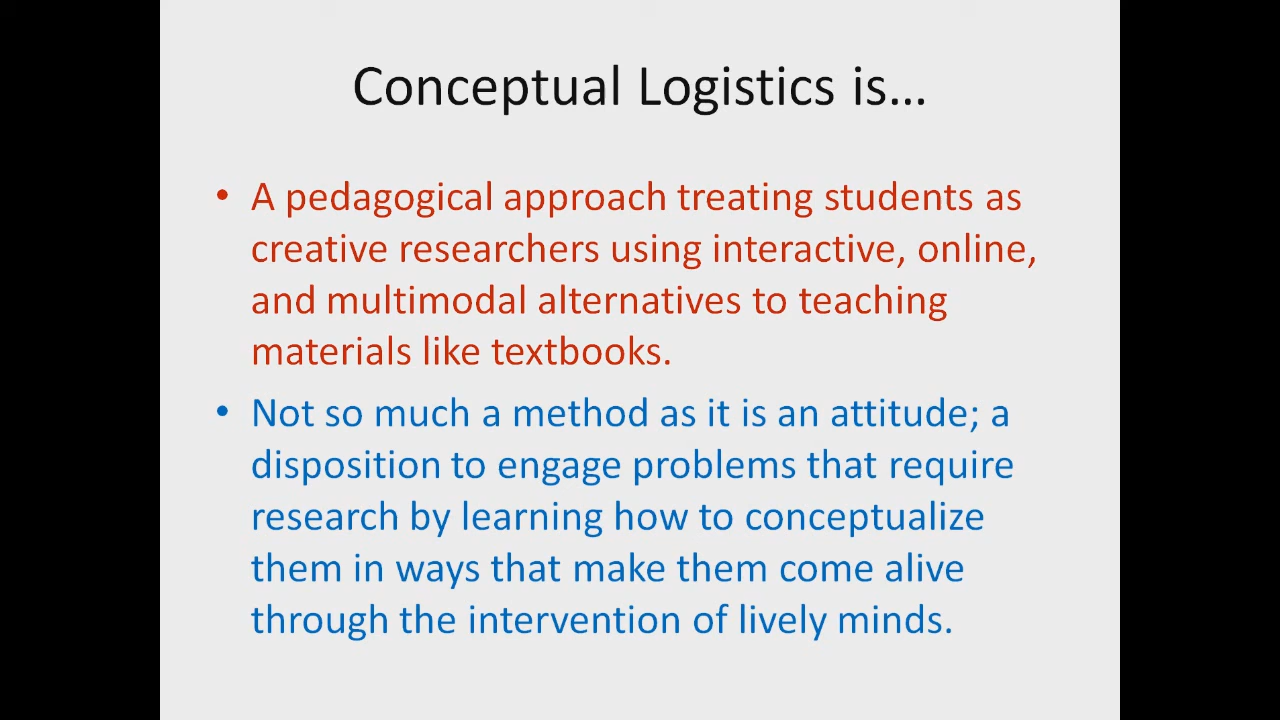 Conceptual Logistics is…
• A pedagogical approach treating students as
creative researchers using interactive, online,
and multimodal alternatives to teaching
materials like textbooks.
• Not so much a method as it is an attitude; a
disposition to engage problems that require
research by learning how to conceptualize
them in ways that make them come alive
through the intervention of lively minds.